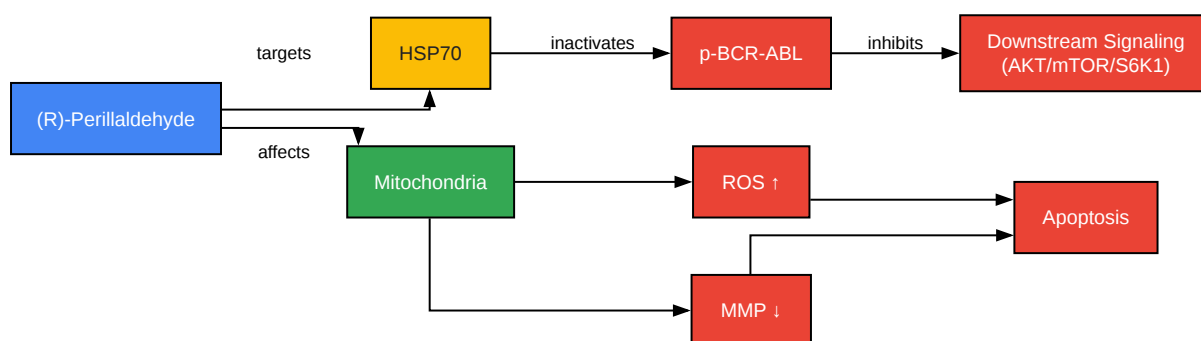 targets
HSP70
inactivates
p-BCR-ABL
inhibits
Downstream Signaling
(AKT/mTOR/S6K1)
(R)-Perillaldehyde
affects
Mitochondria
ROS ↑
Apoptosis
MMP ↓